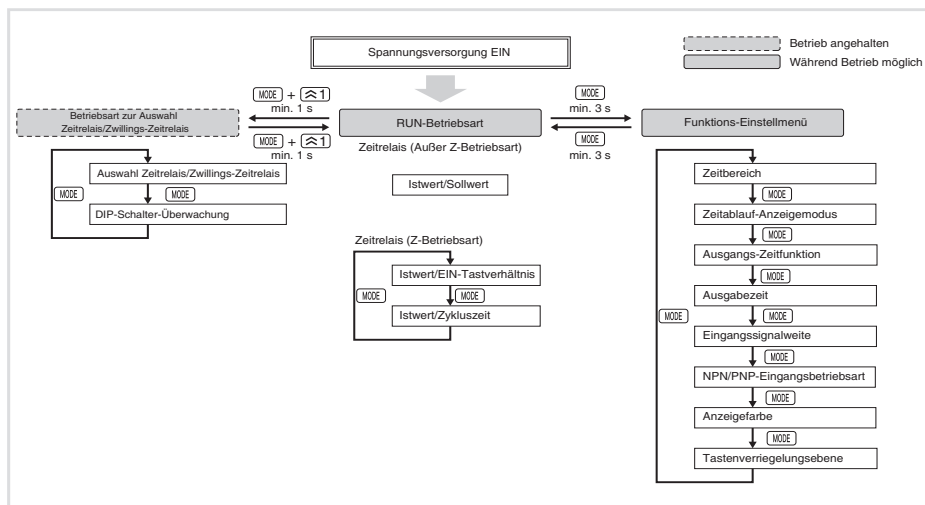 Spannungsversorgung EIN
Betrieb angehalten
Während Betrieb möglich
MODE + 1
min. 1 s
MODE
min. 3 s
Betriebsart zur Auswahl
Zeitrelais/Zwillings-Zeitrelais
RUN-Betriebsart
Funktions-Einstellmenü
MODE + 1
min. 1 s
MODE
min. 3 s
Zeitrelais (Außer Z-Betriebsart)
Auswahl Zeitrelais/Zwillings-Zeitrelais
MODE
MODE
DIP-Schalter-Überwachung
Istwert/Sollwert
Zeitrelais (Z-Betriebsart)
Istwert/EIN-Tastverhältnis
MODE
MODE
Istwert/Zykluszeit
Zeitbereich
MODE
Zeitablauf-Anzeigemodus
MODE
Ausgangs-Zeitfunktion
MODE
Ausgabezeit
MODE
MODE
Eingangssignalweite
MODE
NPN/PNP-Eingangsbetriebsart
MODE
Anzeigefarbe
MODE
Tastenverriegelungsebene